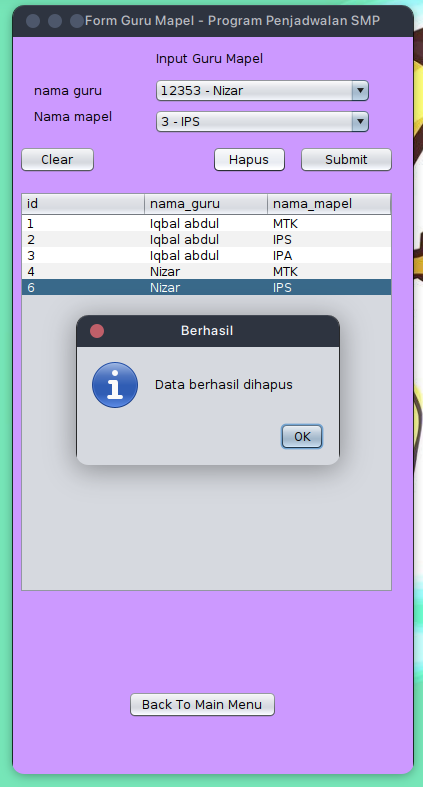 Form Guru Mapel - Program Penjadwalan SMP
Input Guru Mapel
nama guru 12353 - Nizar
Nama mapel 3 - IPS
Clear Hapus Submit
id nama_guru nama_mapel
1 Iqbal abdul MTK
2 Iqbal abdul IPS
3 Iqbal abdul IPA
4 Nizar MTK
6 Nizar IPS
Berhasil
Data berhasil dihapus
OK
Back To Main Menu